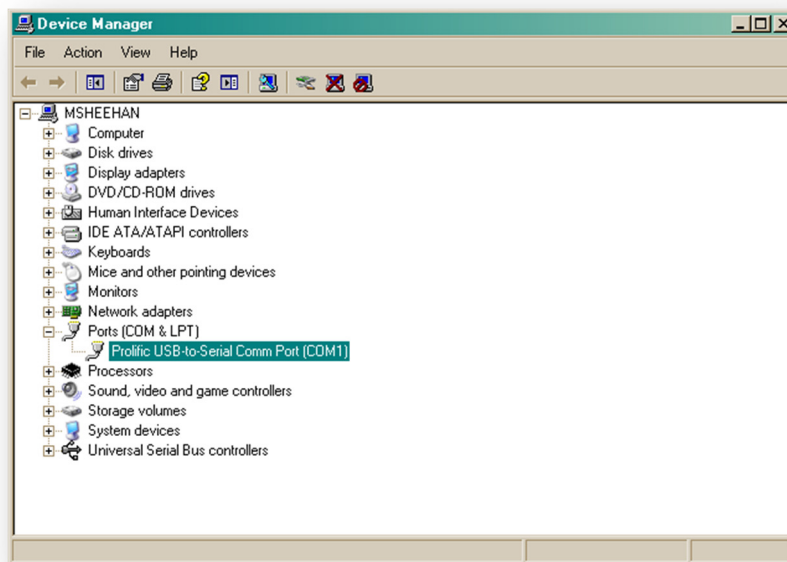 Device Manager
File Action View Help
MSHEEHAN
Computer
Disk drives
Display adapters
DVD/CD-ROM drives
Human Interface Devices
IDE ATA/ATAPI controllers
Keyboards
Mice and other pointing devices
Monitors
Network adapters
Ports (COM & LPT)
Prolific USB-to-Serial Comm Port (COM1)
Processors
Sound, video and game controllers
Storage volumes
System devices
Universal Serial Bus controllers